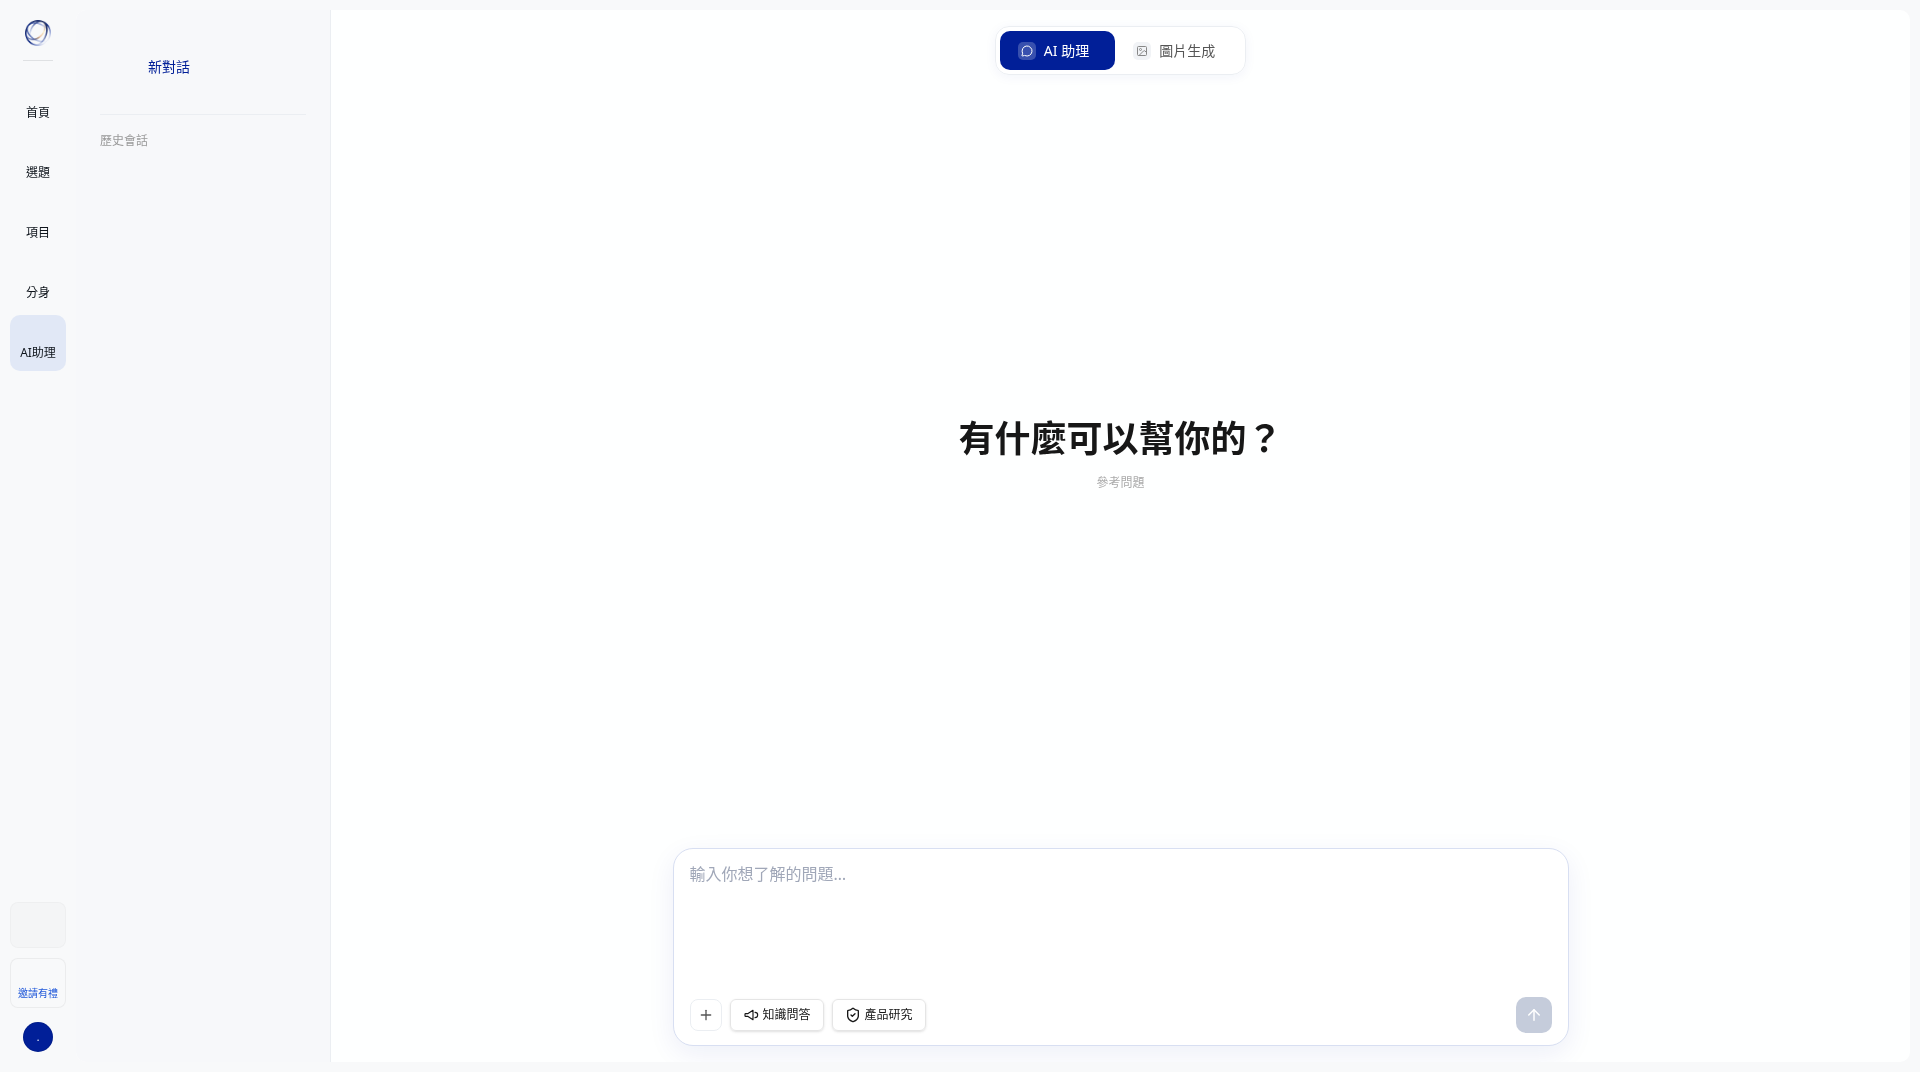 首頁
選題
項目
分身
AI助理
邀請有禮
.
新對話
歷史會話
AI 助理
圖片生成
有什麼可以幫你的？
參考問題
輸入你想了解的問題...
知識問答
產品研究